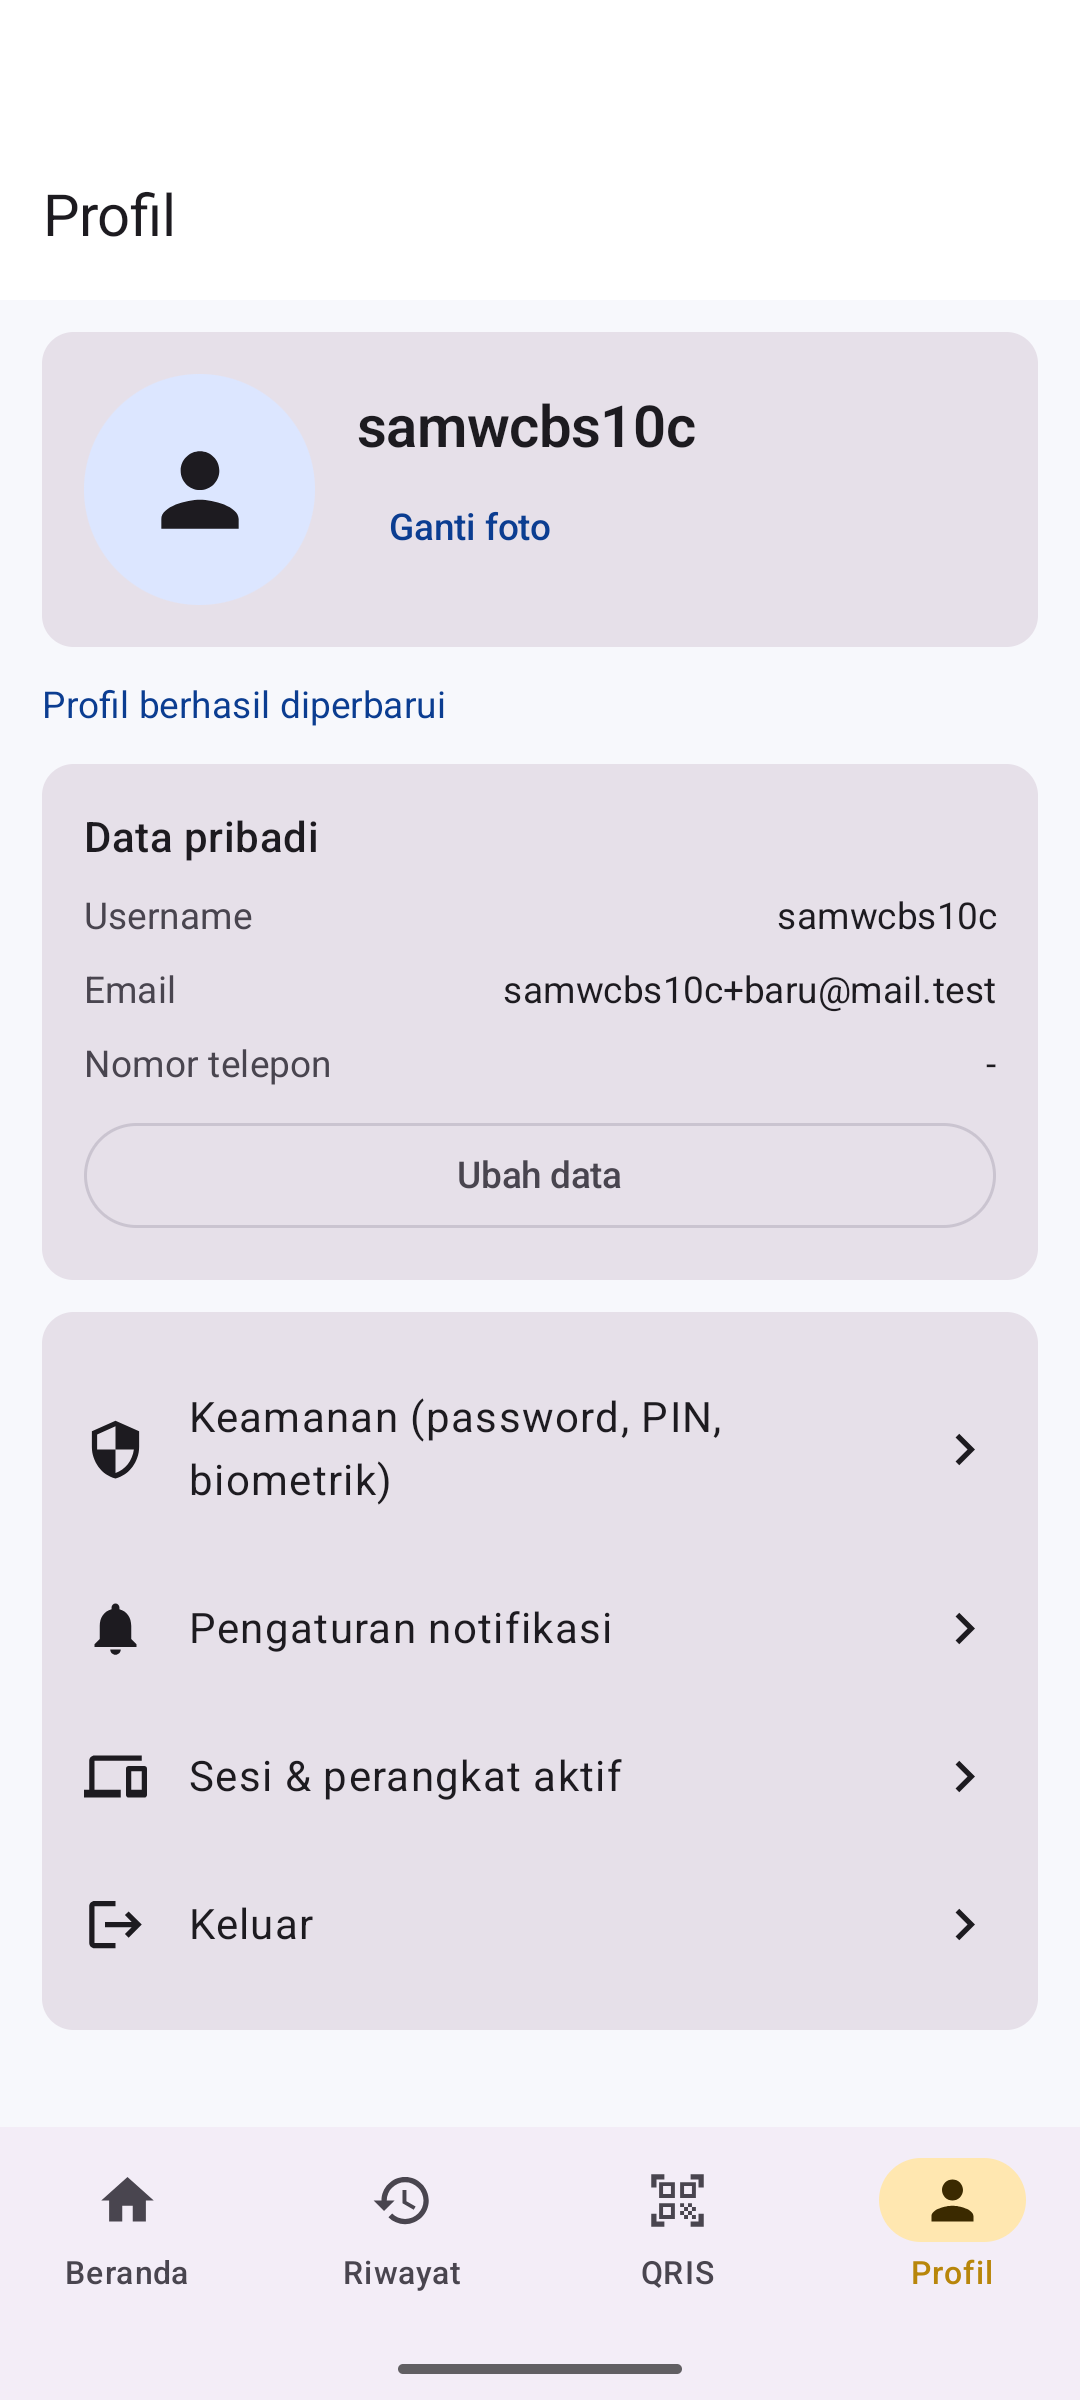 Profil
samwcbs10c
Ganti foto
Profil berhasil diperbarui
Data pribadi
Username samwcbs10c
Email samwcbs10c+baru@mail.test
Nomor telepon -
Ubah data
Keamanan (password, PIN,
biometrik)
Pengaturan notifikasi
Sesi & perangkat aktif
Keluar
Beranda Riwayat QRIS Profil